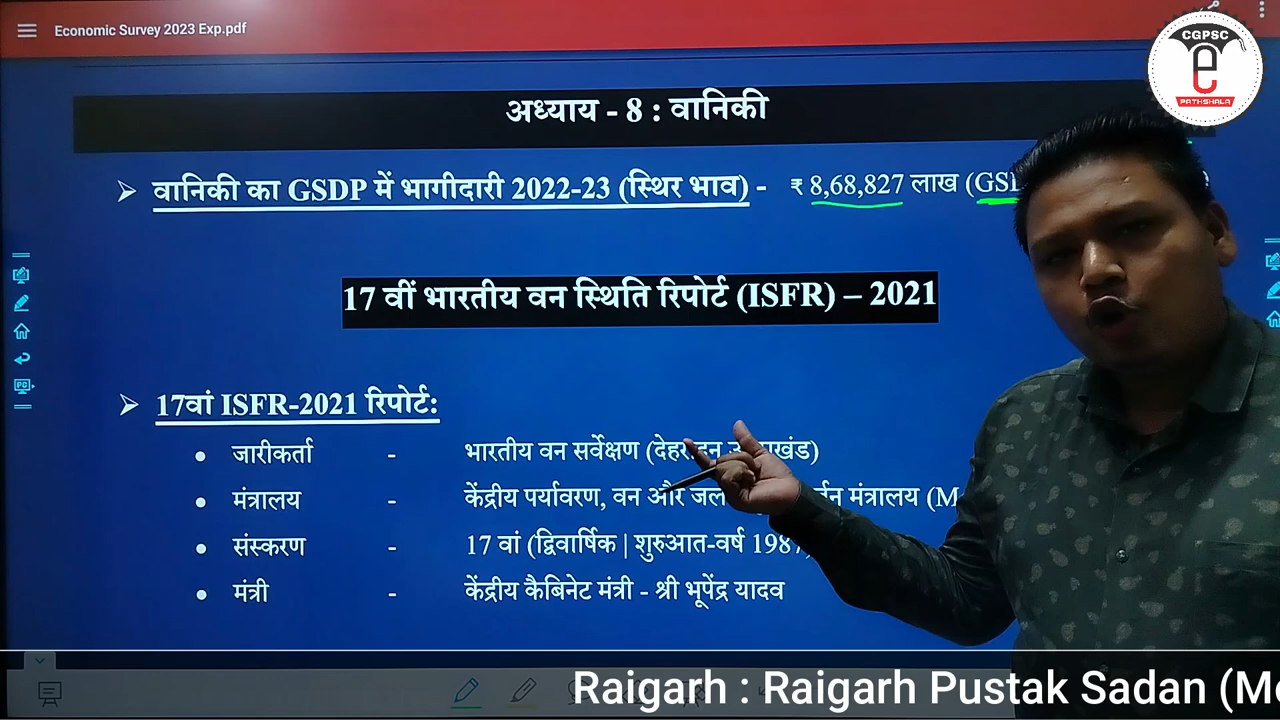 Economic Survey 2023 Exp.pdf
CGPSC
e
PATHSHALA
अध्याय - 8 : वानिकी
➢ वानिकी का GSDP में भागीदारी 2022-23 (स्थिर भाव) - ₹ 8,68,827 लाख
17 वीं भारतीय वन स्थिति रिपोर्ट (ISFR) – 2021
➢ 17वां ISFR-2021 रिपोर्ट:
• जारीकर्ता - भारतीय वन सर्वेक्षण
• मंत्रालय - केंद्रीय पर्यावरण, वन और
• संस्करण - 17 वां (द्विवार्षिक | शुरुआत-वर्ष 1987
• मंत्री - केंद्रीय कैबिनेट मंत्री - श्री भूपेंद्र यादव
PC
Raigarh : Raigarh Pustak Sadan